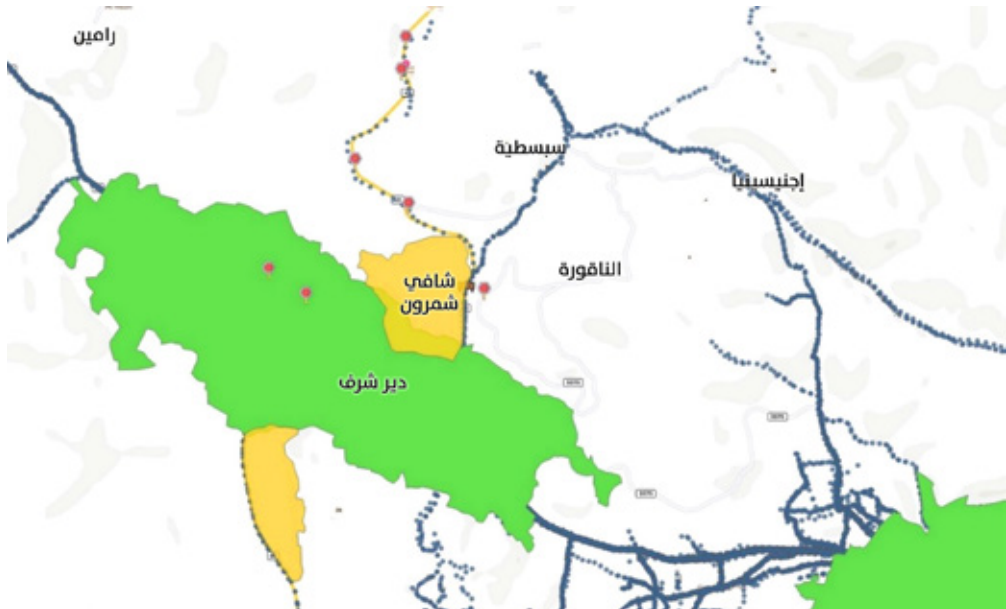 رامين
سبسطية
إجنيسينيا
الناقورة
شافي
شمرون
دير شرف